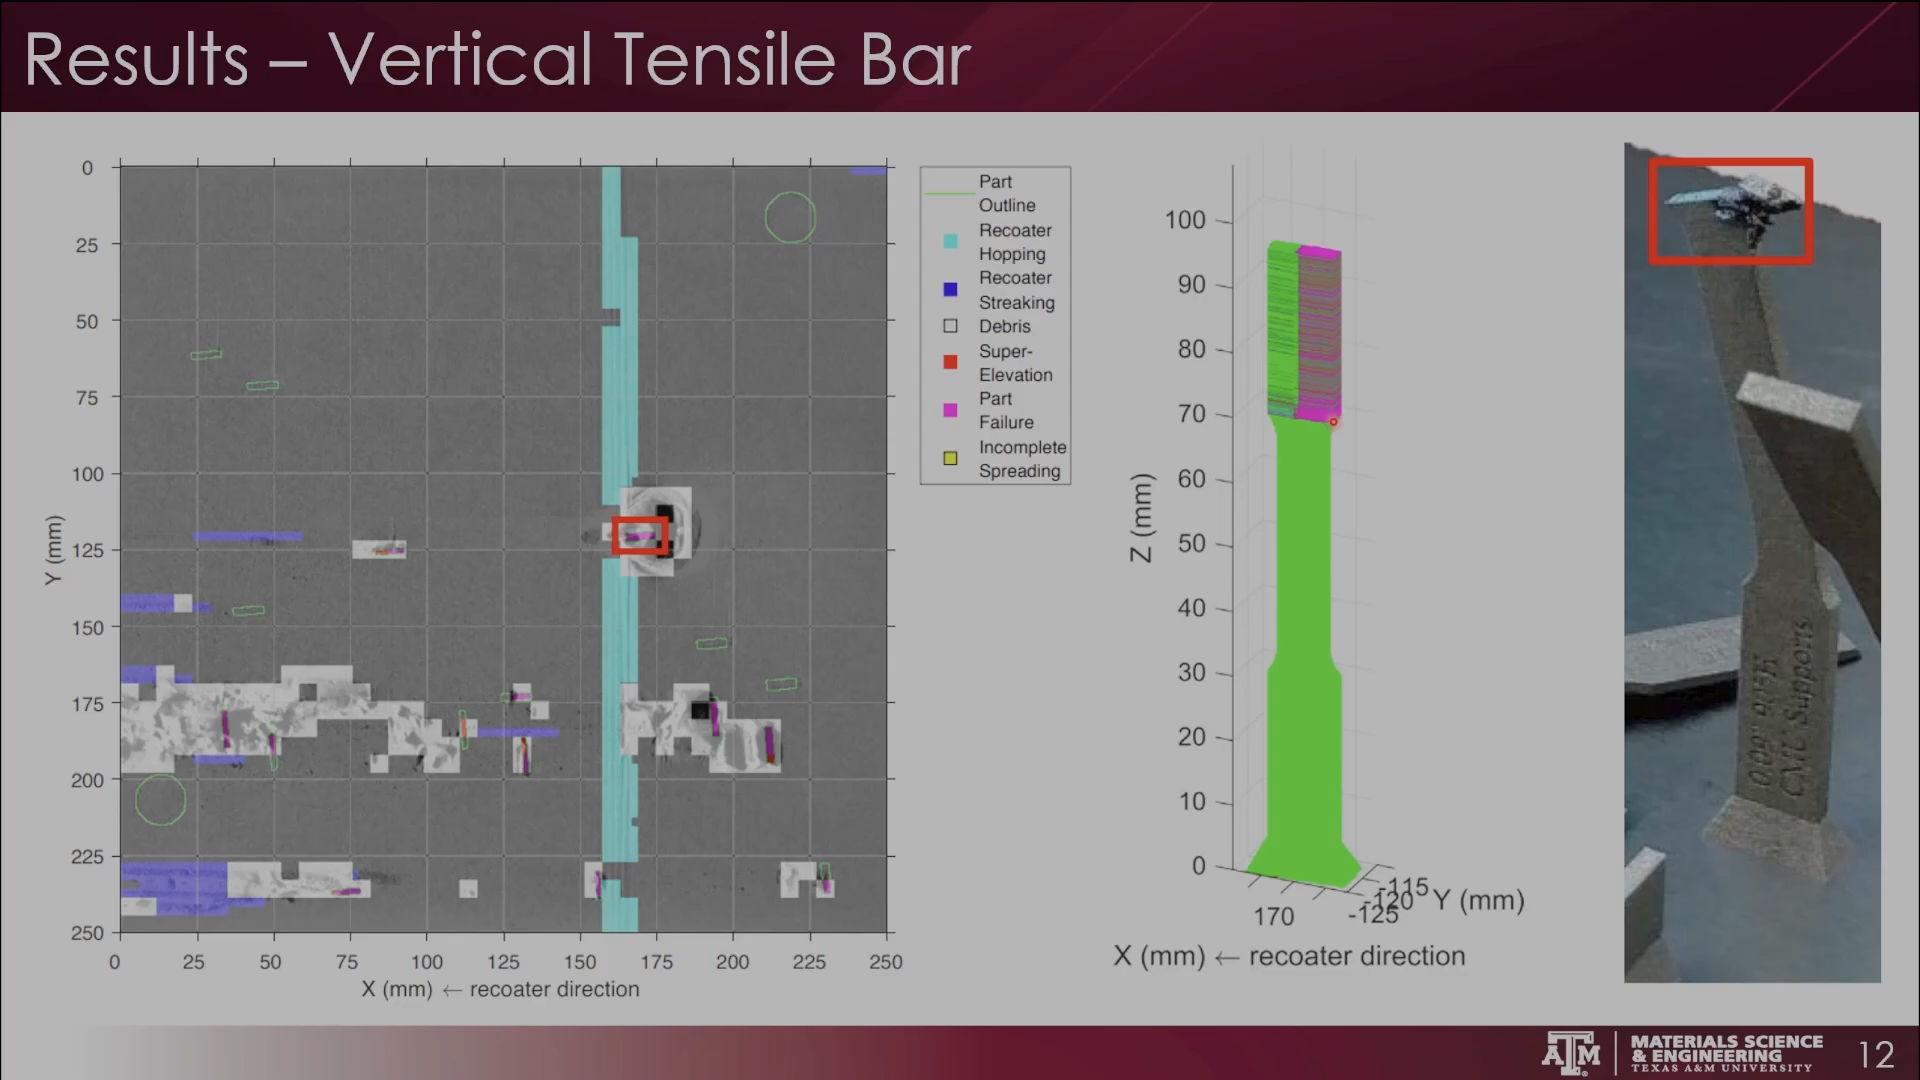 Results – Vertical Tensile Bar
0
25
50
75
100
125
150
175
200
225
250
Y (mm)
0 25 50 75 100 125 150 175 200 225 250
X (mm) ← recoater direction
Part
Outline
Recoater
Hopping
Recoater
Streaking
Debris
Super-
Elevation
Part
Failure
Incomplete
Spreading
100
90
80
70
60
50
40
30
20
10
0
Z (mm)
-115
-120
-125
Y (mm)
170
X (mm) ← recoater direction
CML Supports
ATM
MATERIALS SCIENCE
& ENGINEERING
TEXAS A&M UNIVERSITY
12